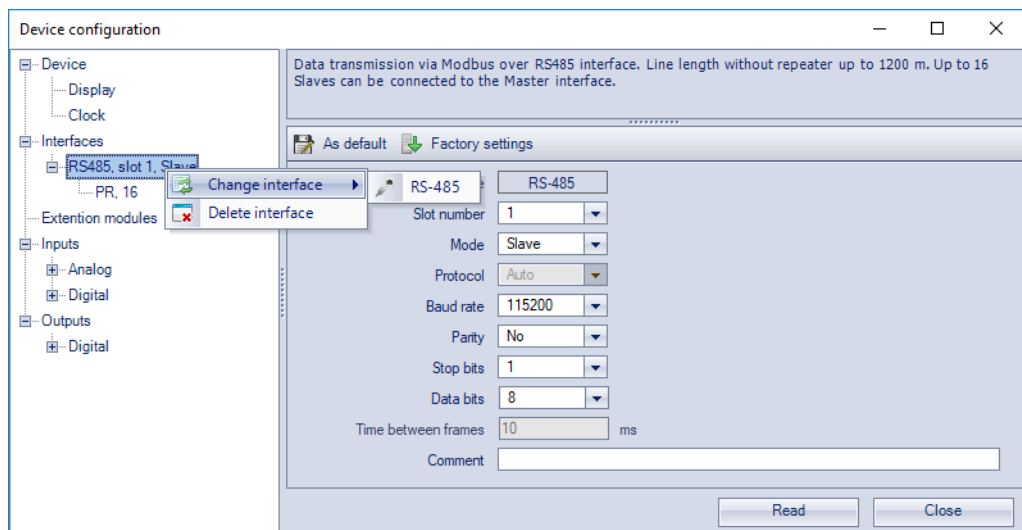 Device configuration
Device
Display
Clock
Interfaces
RS485, slot 1, Slave
PR, 16
Extention modules
Inputs
Analog
Digital
Outputs
Digital
Change interface
Delete interface
RS-485
Data transmission via Modbus over RS485 interface. Line length without repeater up to 1200 m. Up to 16
Slaves can be connected to the Master interface.
As default Factory settings
RS-485
Slot number 1
Mode Slave
Protocol Auto
Baud rate 115200
Parity No
Stop bits 1
Data bits 8
Time between frames 10 ms
Comment
Read Close